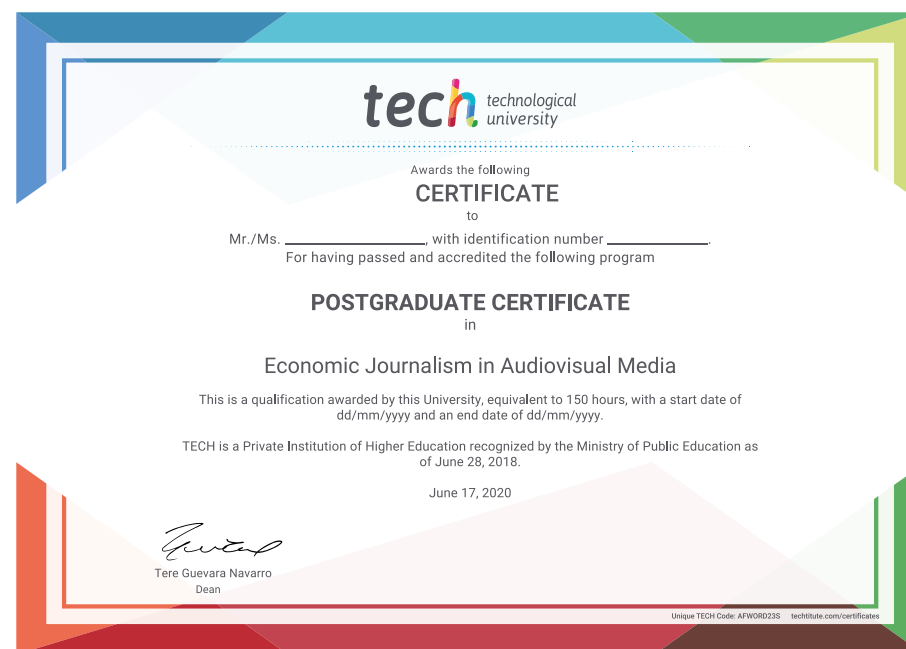 tech technological
university
Awards the following
CERTIFICATE
to
Mr./Ms. ____________, with identification number ____________.
For having passed and accredited the following program
POSTGRADUATE CERTIFICATE
in
Economic Journalism in Audiovisual Media
This is a qualification awarded by this University, equivalent to 150 hours, with a start date of
dd/mm/yyyy and an end date of dd/mm/yyyy.
TECH is a Private Institution of Higher Education recognized by the Ministry of Public Education as
of June 28, 2018.
June 17, 2020
Tere Guevara Navarro
Dean
Unique TECH Code: AFWORD23S techtitute.com/certificates